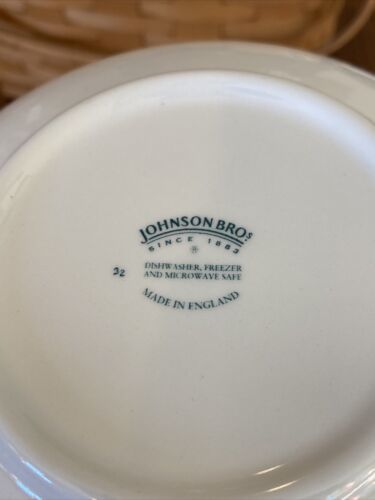 JOHNSON BROS
SINCE 1883
®
32
DISHWASHER, FREEZER
AND MICROWAVE SAFE
MADE IN ENGLAND